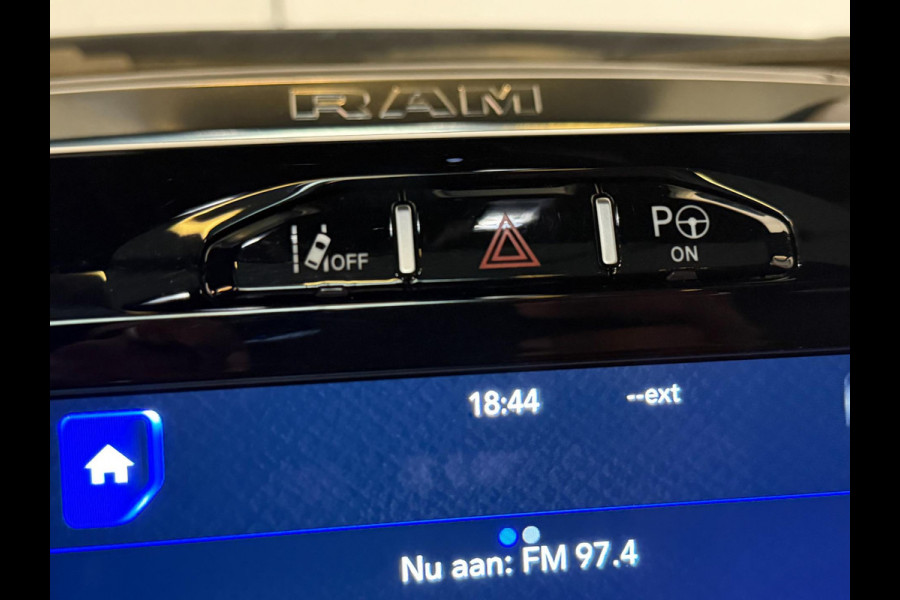 RAM
OFF
P
ON
18:44 --ext
Nu aan: FM 97.4